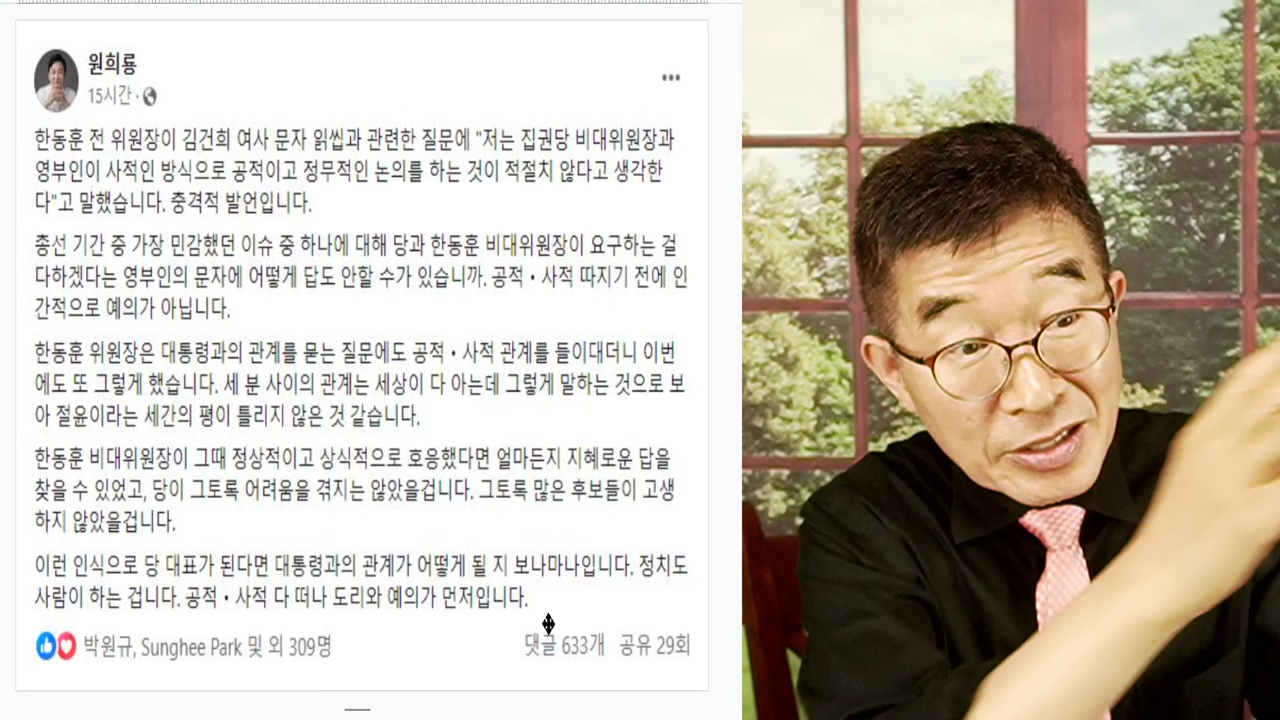 원희룡
15시간 ·
한동훈 전 위원장이 김건희 여사 문자 읽씹과 관련한 질문에 "저는 집권당 비대위원장과
영부인이 사적인 방식으로 공적이고 정무적인 논의를 하는 것이 적절치 않다고 생각한
다"고 말했습니다. 충격적 발언입니다.
총선 기간 중 가장 민감했던 이슈 중 하나에 대해 당과 한동훈 비대위원장이 요구하는 걸
다하겠다는 영부인의 문자에 어떻게 답도 안할 수가 있습니까. 공적·사적 따지기 전에 인
간적으로 예의가 아닙니다.
한동훈 위원장은 대통령과의 관계를 묻는 질문에도 공적·사적 관계를 들이대더니 이번
에도 또 그렇게 했습니다. 세 분 사이의 관계는 세상이 다 아는데 그렇게 말하는 것으로 보
아 절윤이라는 세간의 평이 틀리지 않은 것 같습니다.
한동훈 비대위원장이 그때 정상적이고 상식적으로 호응했다면 얼마든지 지혜로운 답을
찾을 수 있었고, 당이 그토록 어려움을 겪지는 않았을겁니다. 그토록 많은 후보들이 고생
하지 않았을겁니다.
이런 인식으로 당 대표가 된다면 대통령과의 관계가 어떻게 될 지 보나마나입니다. 정치도
사람이 하는 겁니다. 공적·사적 다 떠나 도리와 예의가 먼저입니다.
박원규, Sunghee Park 및 외 309명 댓글 633개 공유 29회